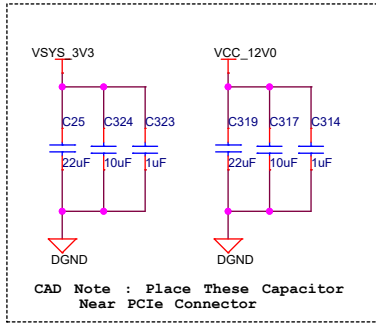 VSYS_3V3 VCC_12V0
C25 C324 C323 C319 C317 C314
22uF 10uF 1uF 22uF 10uF 1uF
DGND DGND
CAD Note : Place These Capacitor
Near PCIe Connector